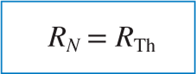 R_N = R_Th